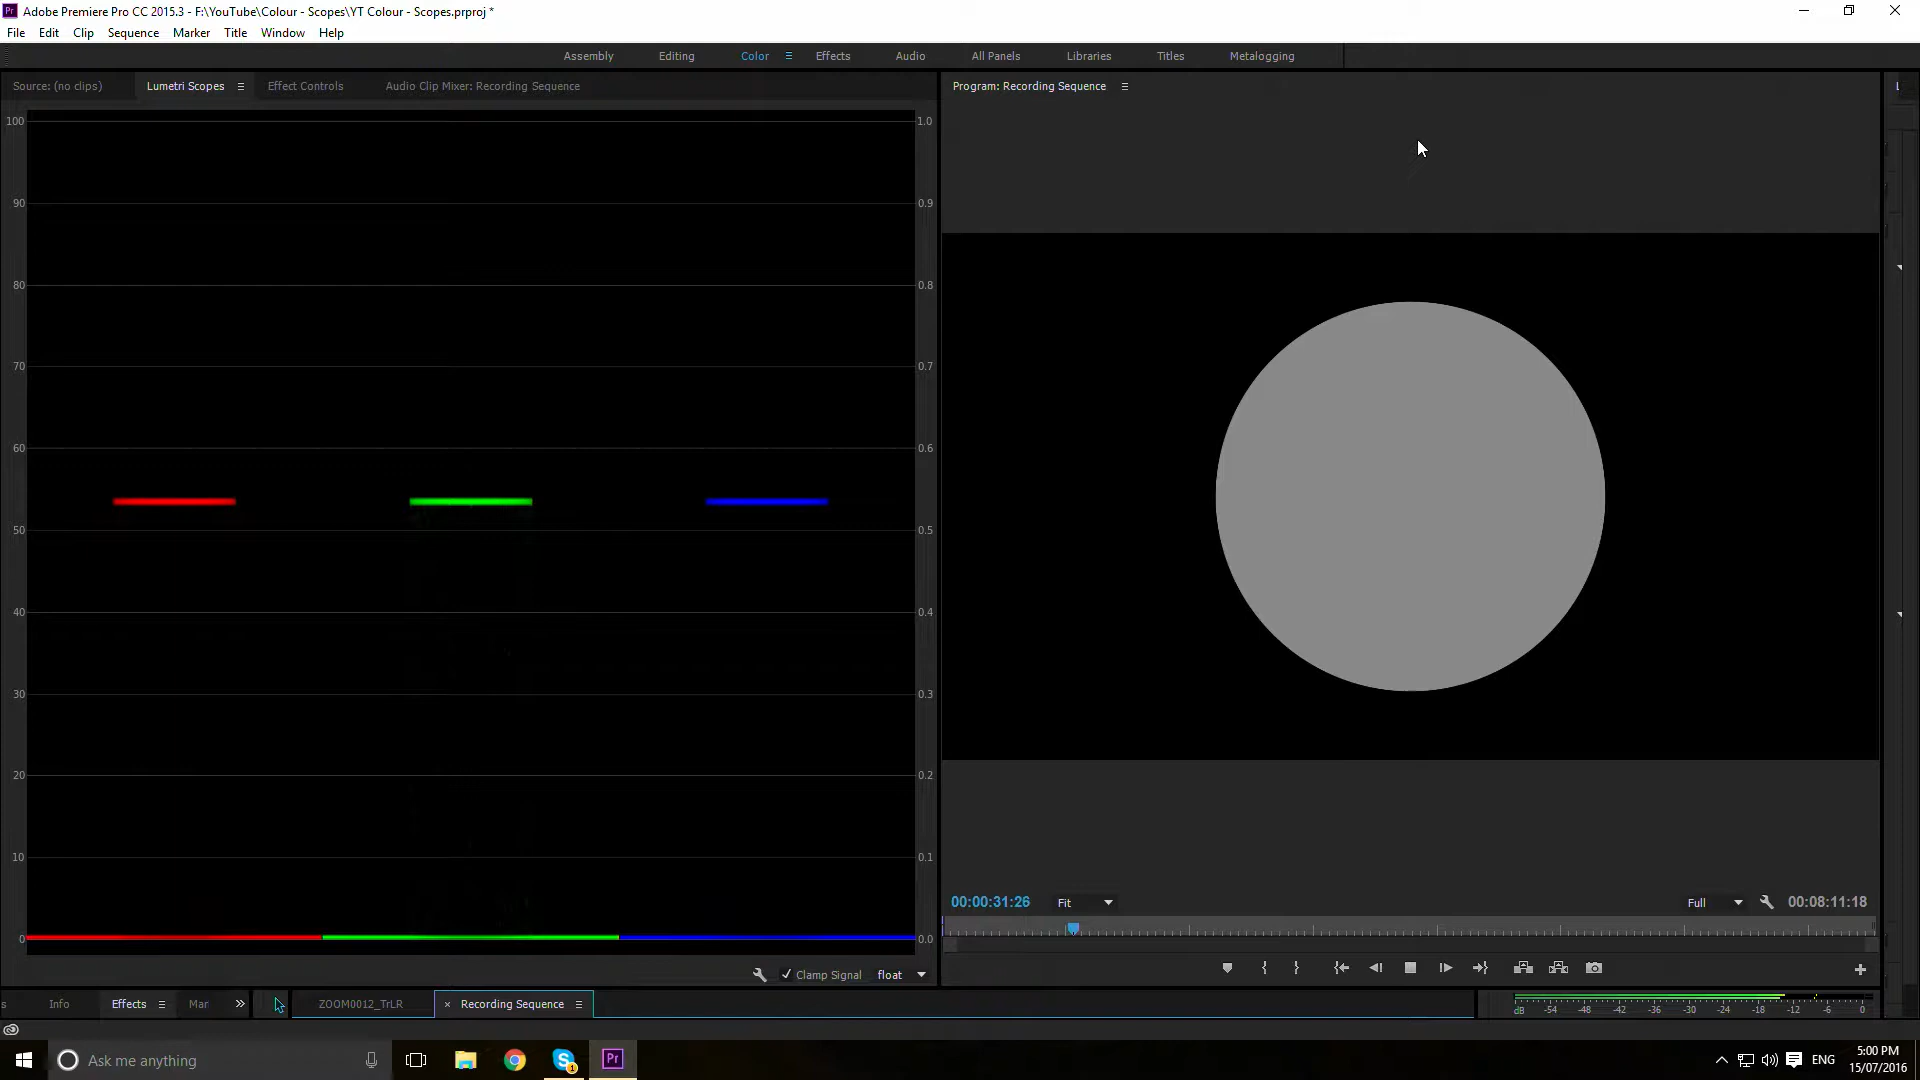 Adobe Premiere Pro CC 2015.3 - F:\YouTube\Colour - Scopes\YT Colour - Scopes.prproj *
File Edit Clip Sequence Marker Title Window Help
Assembly Editing Color Effects Audio All Panels Libraries Titles Metalogging
Source: (no clips) Lumetri Scopes Effect Controls Audio Clip Mixer: Recording Sequence
Program: Recording Sequence
100 1.0
90 0.9
80 0.8
70 0.7
60 0.6
50 0.5
40 0.4
30 0.3
20 0.2
10 0.1
0 0.0
00:00:31:26 Fit Full 00:08:11:18
Clamp Signal float
s Info Effects Mar ZOOM0012_TrLR × Recording Sequence
dB -54 -48 -42 -36 -30 -24 -18 -12 -6 0
Ask me anything
Pr
ENG
5:00 PM
15/07/2016